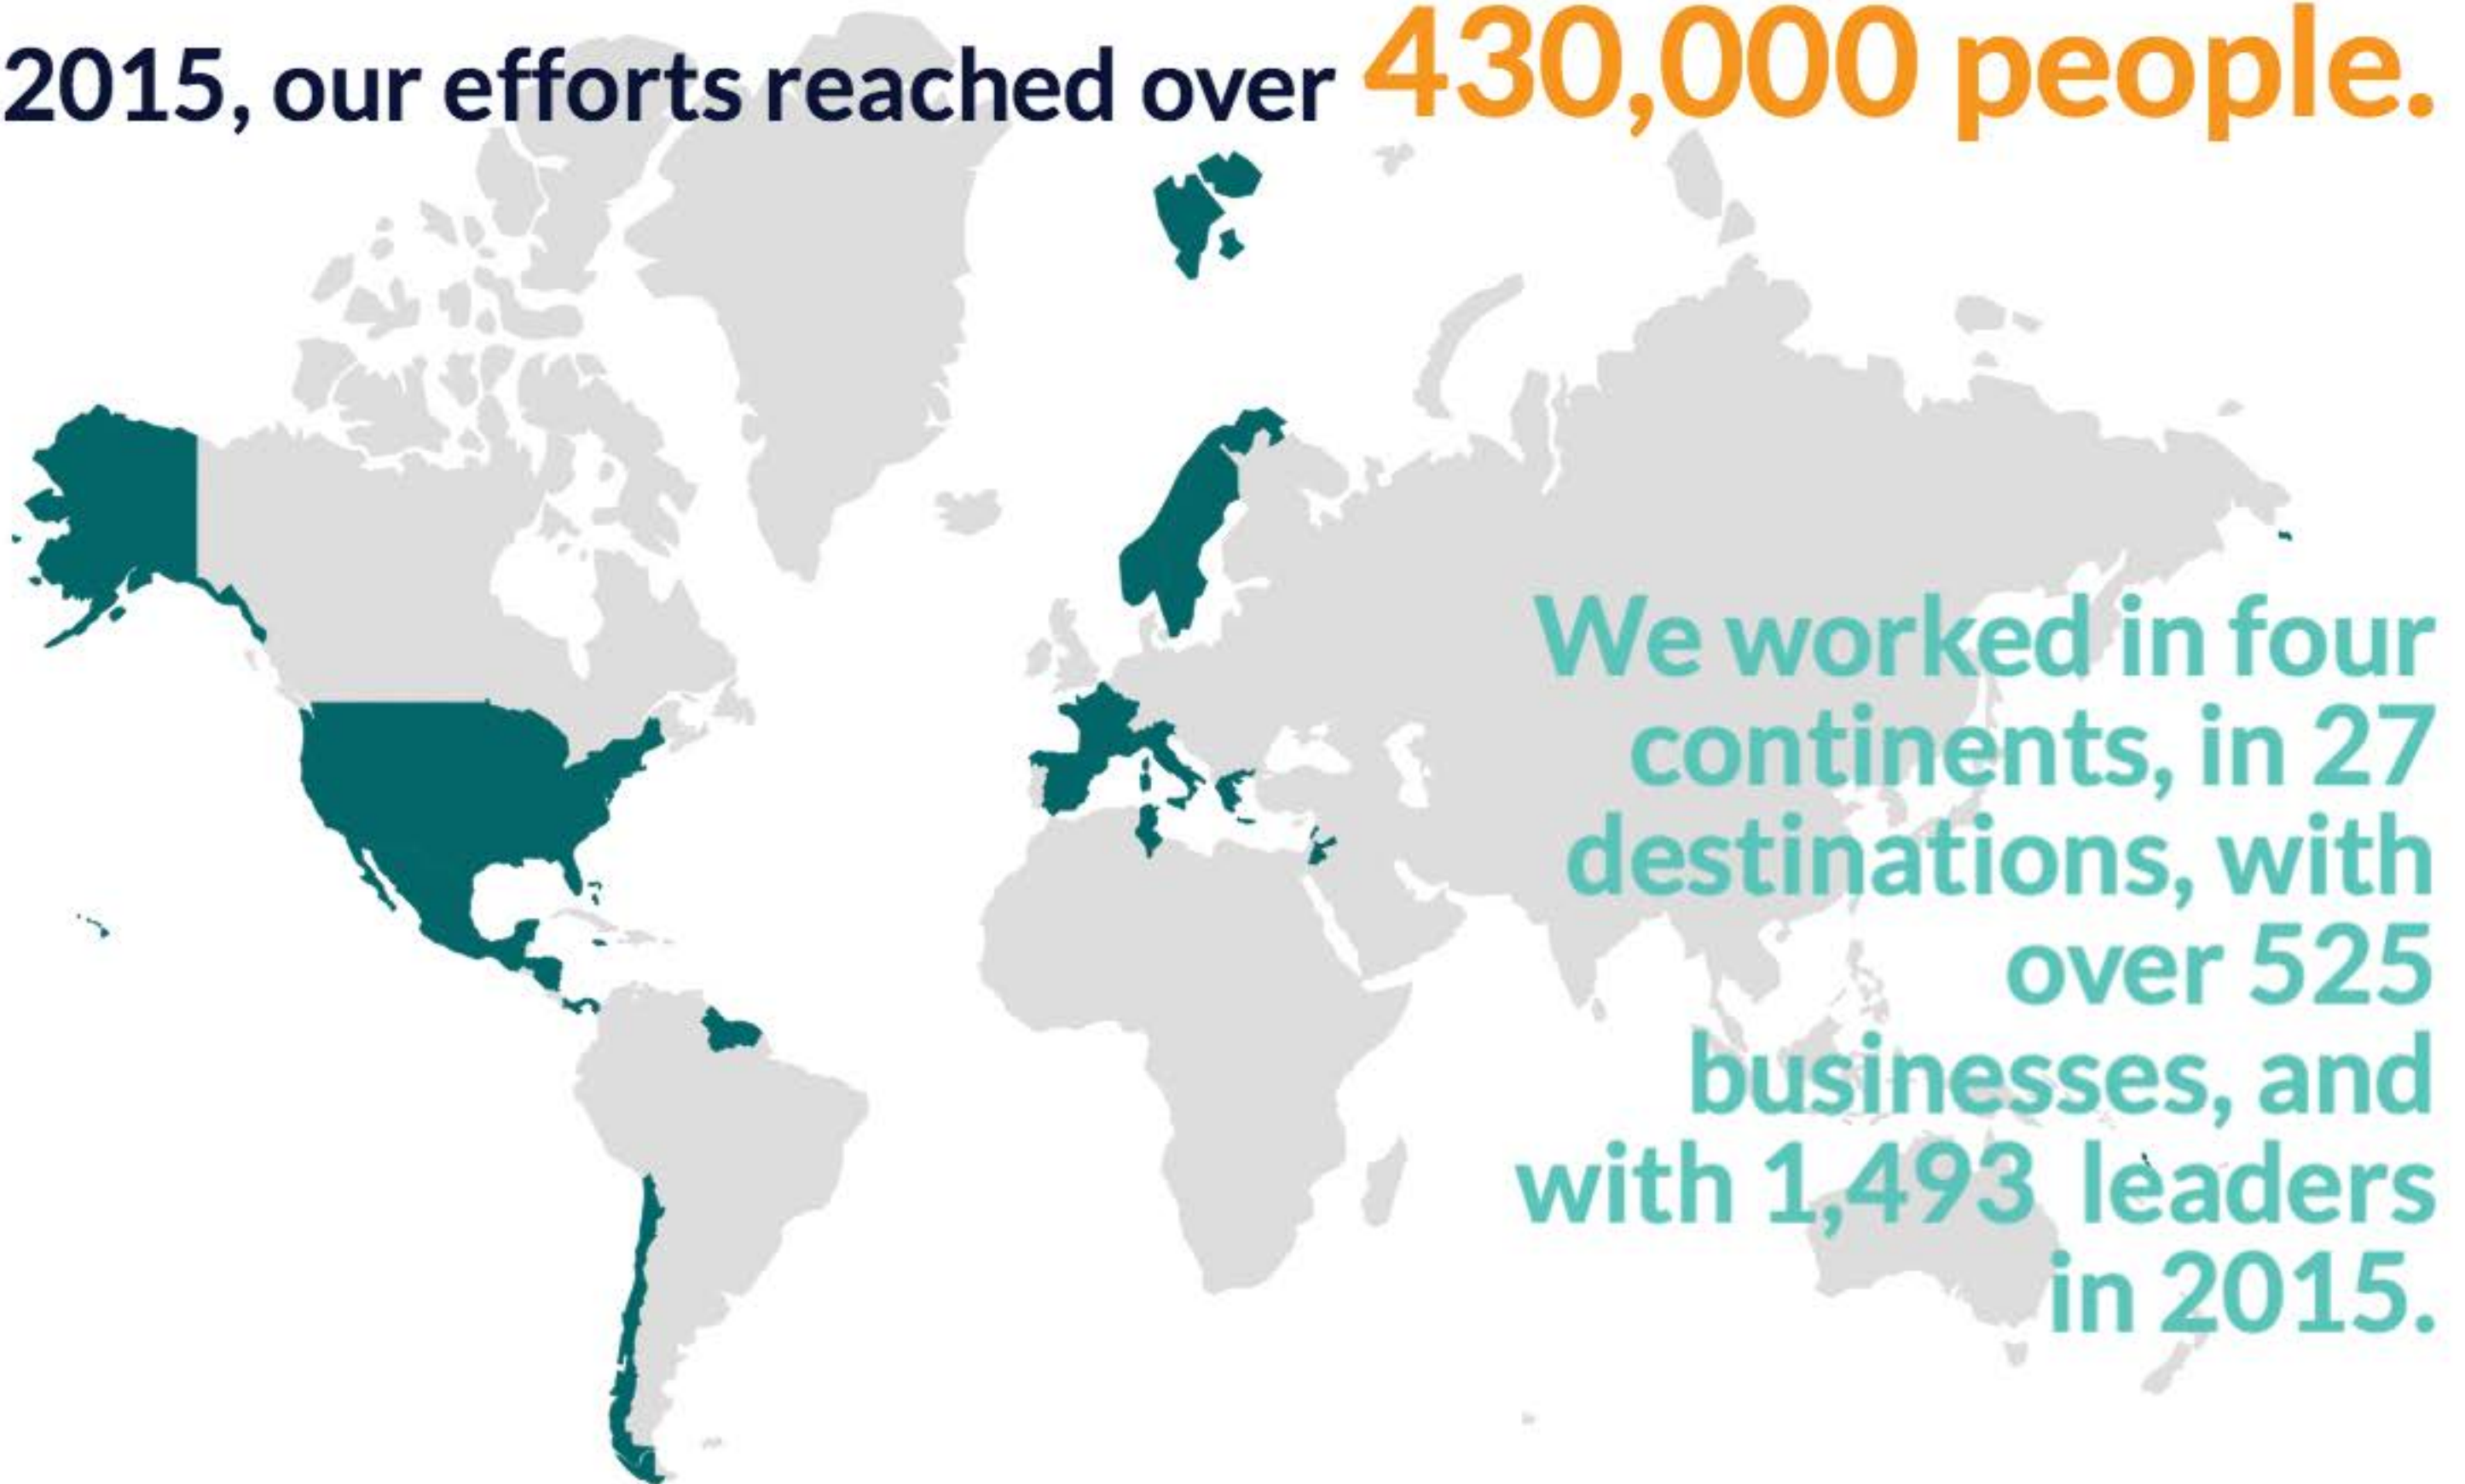 2015, our efforts reached over 430,000 people.
We worked in four
continents, in 27
destinations, with
over 525
businesses, and
with 1,493 leaders
in 2015.